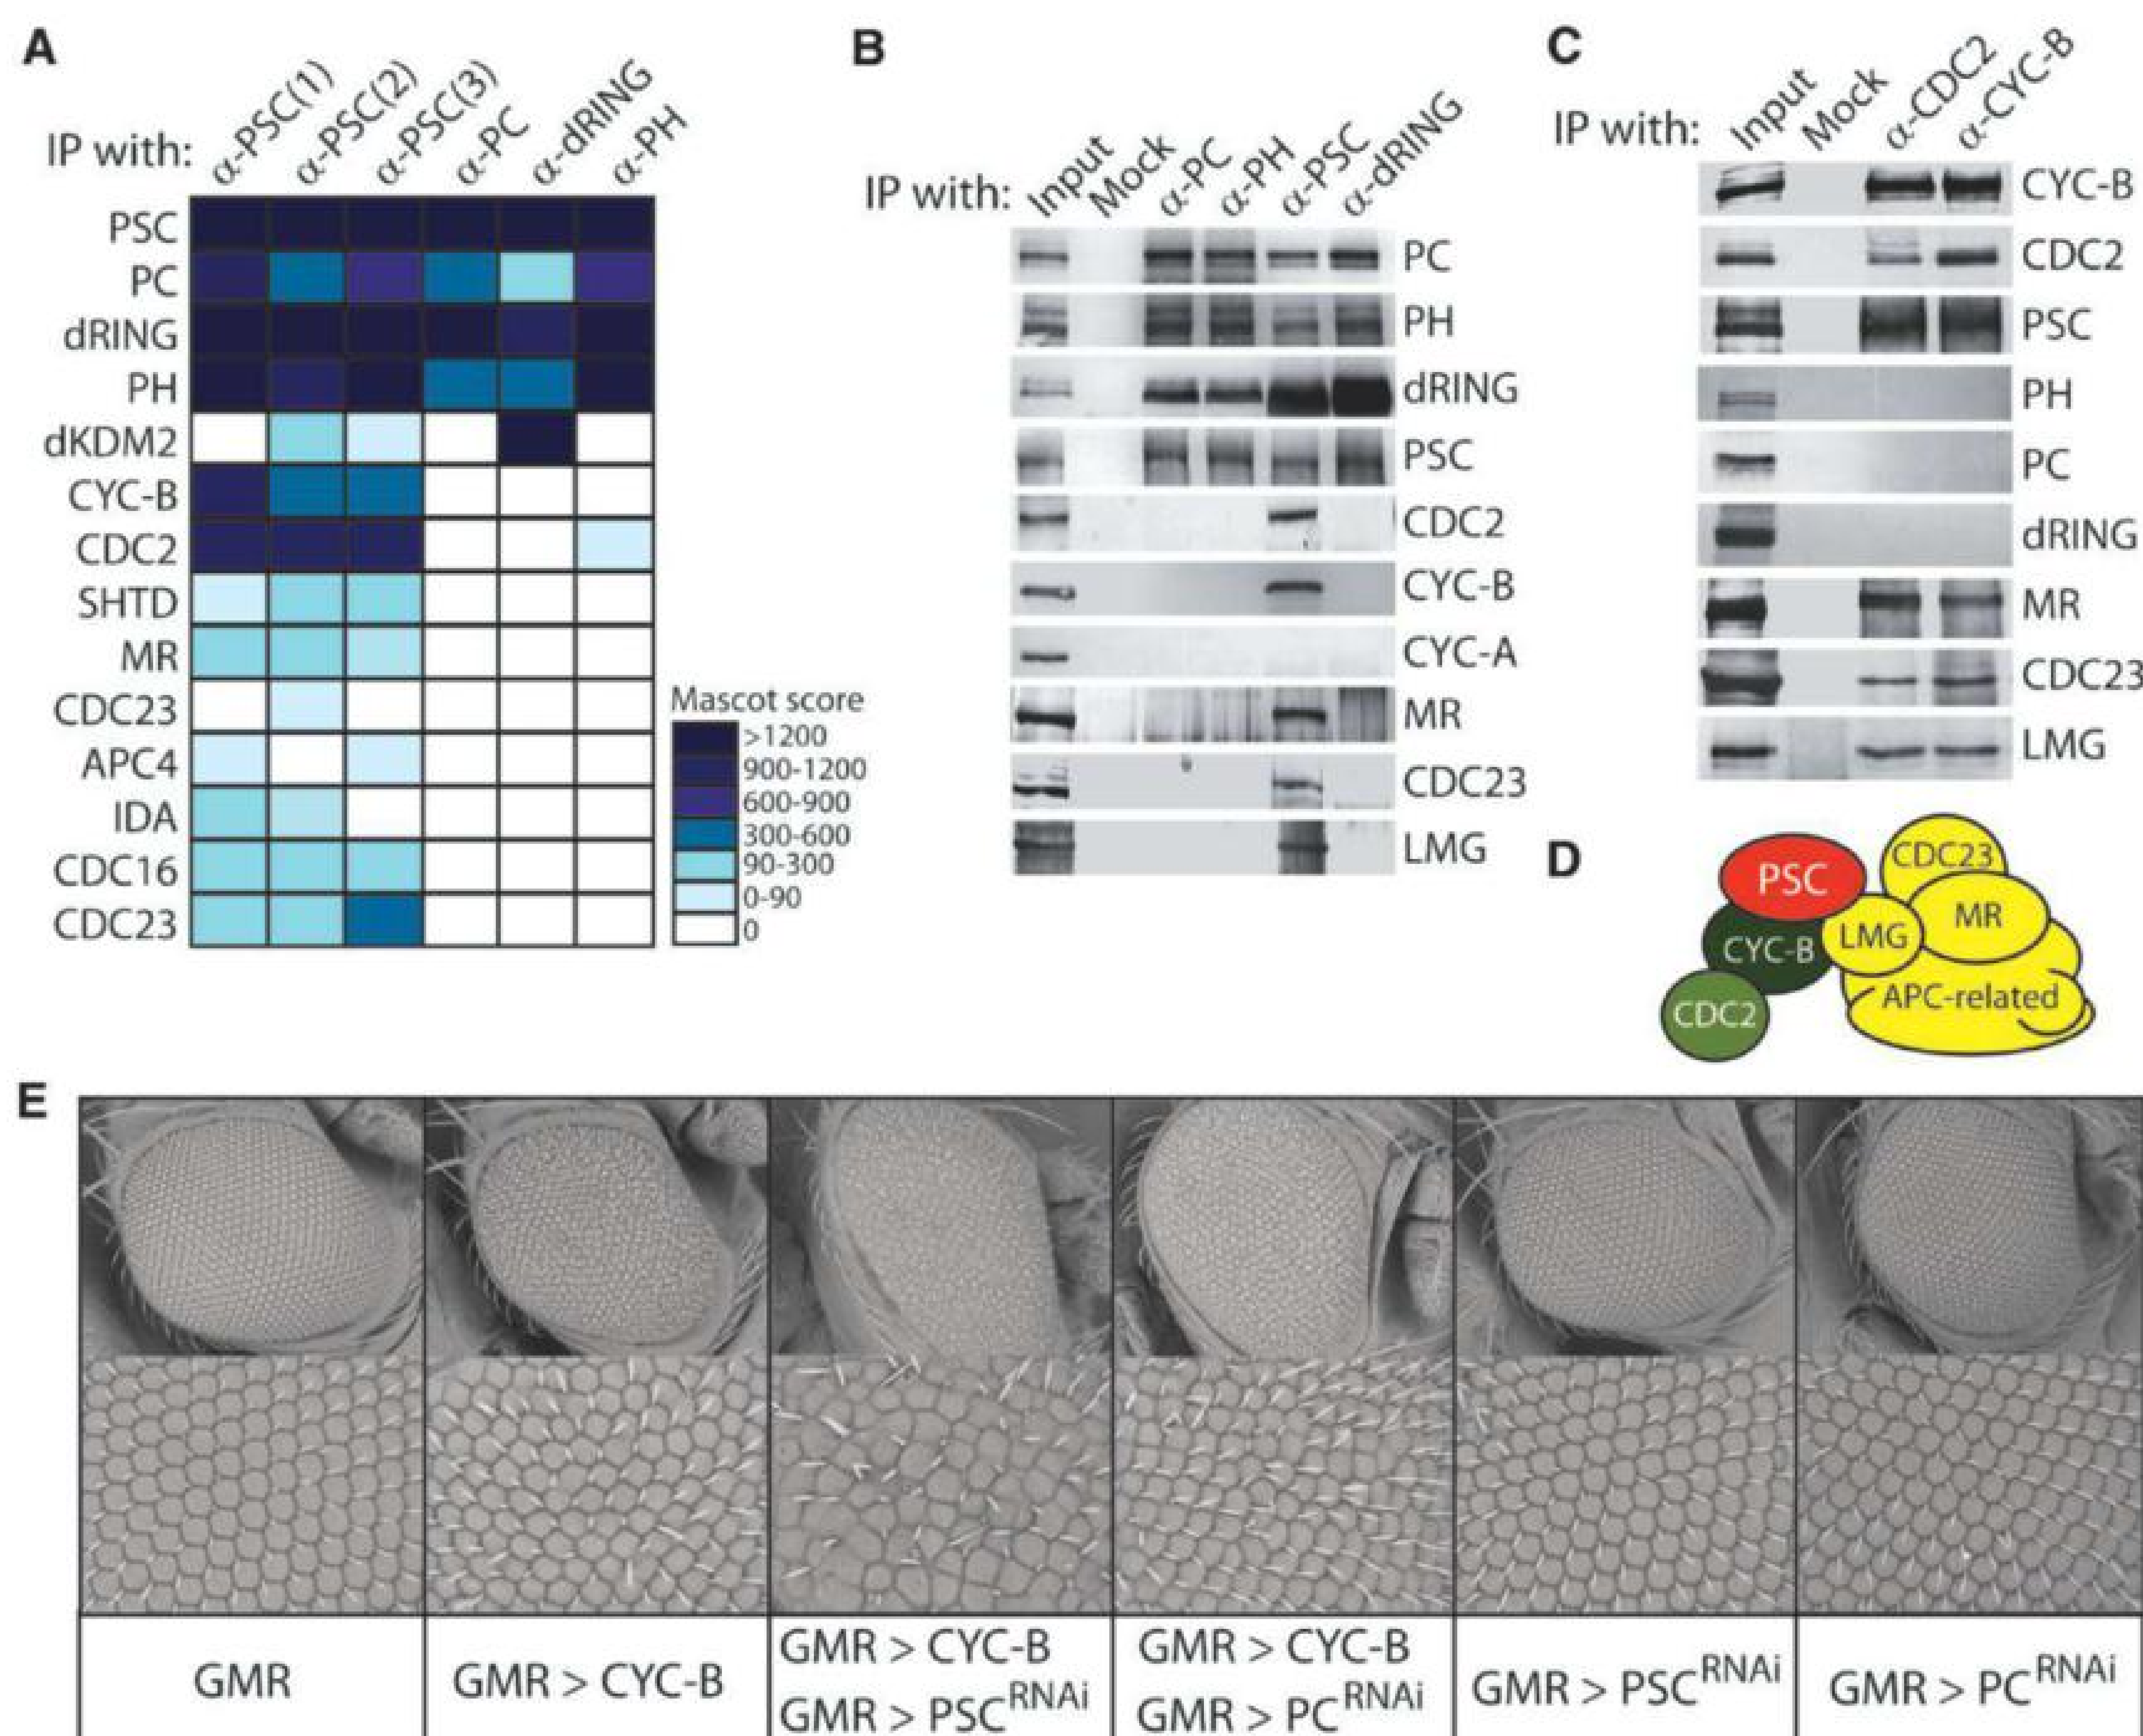 A
IP with:
α-PSC(1)
α-PSC(2)
α-PSC(3)
α-PC
α-dRING
α-PH
PSC
PC
dRING
PH
dKDM2
CYC-B
CDC2
SHTD
MR
CDC23
APC4
IDA
CDC16
CDC23
Mascot score
>1200
900-1200
600-900
300-600
90-300
0-90
0
B
IP with:
Input
Mock
α-PC
α-PH
α-PSC
α-dRING
PC
PH
dRING
PSC
CDC2
CYC-B
CYC-A
MR
CDC23
LMG
C
IP with:
Input
Mock
α-CDC2
α-CYC-B
CYC-B
CDC2
PSC
PH
PC
dRING
MR
CDC23
LMG
D
PSC
CDC23
MR
LMG
CYC-B
APC-related
CDC2
E
GMR
GMR > CYC-B
GMR > CYC-B
GMR > PSC RNAi
GMR > CYC-B
GMR > PC RNAi
GMR > PSC RNAi
GMR > PC RNAi